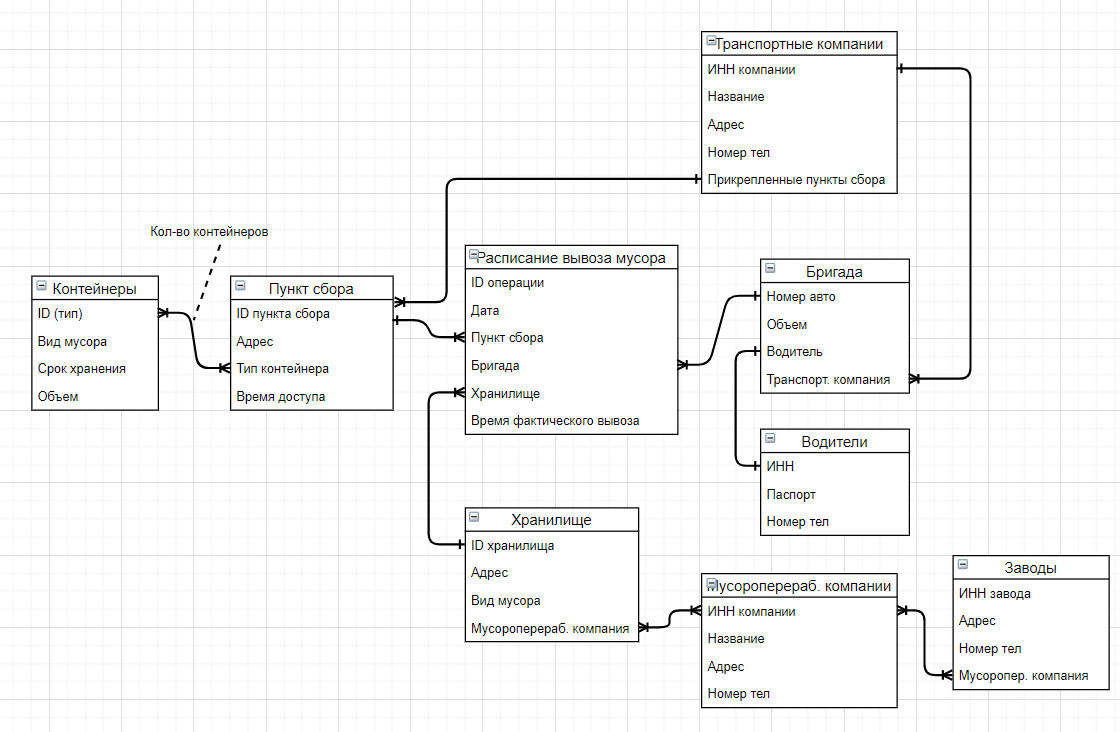 Транспортные компании
ИНН компании
Название
Адрес
Номер тел
Прикрепленные пункты сбора
Кол-во контейнеров
Контейнеры
ID (тип)
Вид мусора
Срок хранения
Объем
Пункт сбора
ID пункта сбора
Адрес
Тип контейнера
Время доступа
Расписание вывоза мусора
ID операции
Дата
Пункт сбора
Бригада
Хранилище
Время фактического вывоза
Бригада
Номер авто
Объем
Водитель
Транспорт. компания
Водители
ИНН
Паспорт
Номер тел
Хранилище
ID хранилища
Адрес
Вид мусора
Мусороперераб. компания
Мусороперераб. компании
ИНН компании
Название
Адрес
Номер тел
Заводы
ИНН завода
Адрес
Номер тел
Мусоропер. компания